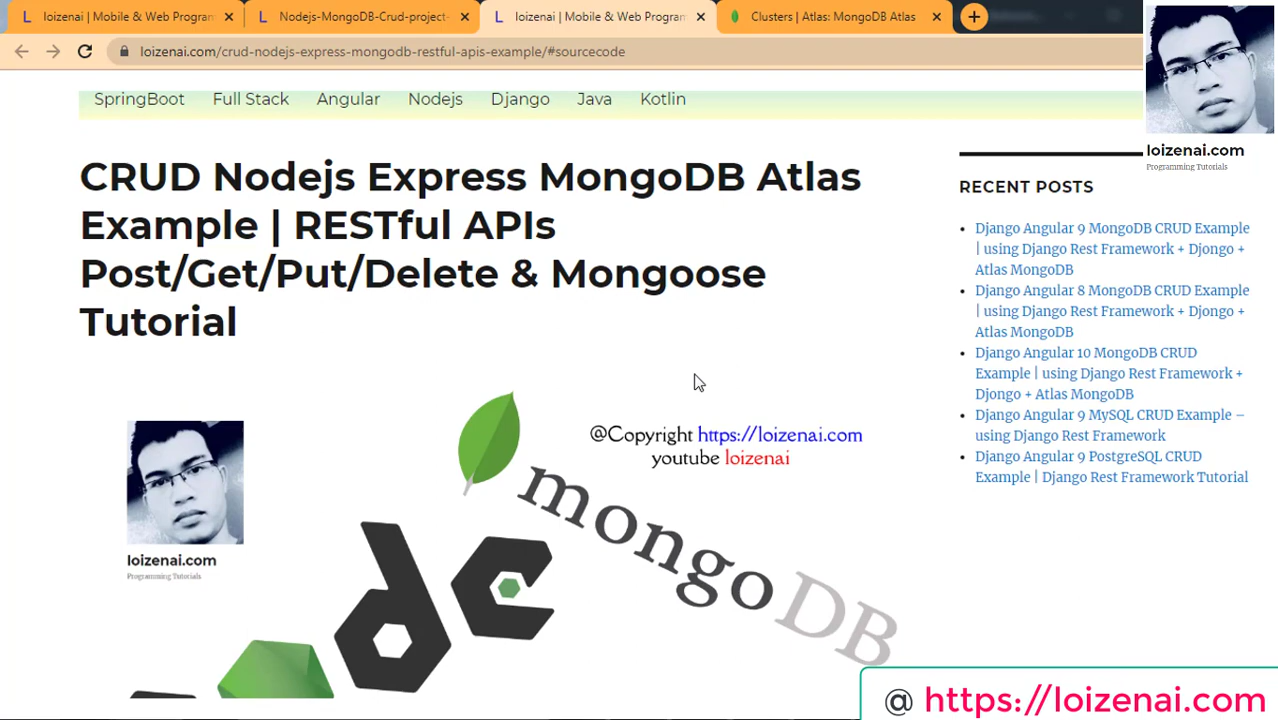 loizenai | Mobile & Web Program
Nodejs-MongoDB-Crud-project-
loizenai | Mobile & Web Program
Clusters | Atlas: MongoDB Atlas
loizenai.com/crud-nodejs-express-mongodb-restful-apis-example/#sourcecode
SpringBoot Full Stack Angular Nodejs Django Java Kotlin
loizenai.com
Programming Tutorials
CRUD Nodejs Express MongoDB Atlas
Example | RESTful APIs
Post/Get/Put/Delete & Mongoose
Tutorial
RECENT POSTS
Django Angular 9 MongoDB CRUD Example
| using Django Rest Framework + Djongo +
Atlas MongoDB
Django Angular 8 MongoDB CRUD Example
| using Django Rest Framework + Djongo +
Atlas MongoDB
Django Angular 10 MongoDB CRUD
Example | using Django Rest Framework +
Djongo + Atlas MongoDB
Django Angular 9 MySQL CRUD Example –
using Django Rest Framework
Django Angular 9 PostgreSQL CRUD
Example | Django Rest Framework Tutorial
@Copyright https://loizenai.com
youtube loizenai
mongoDB
loizenai.com
Programming Tutorials
@ https://loizenai.com